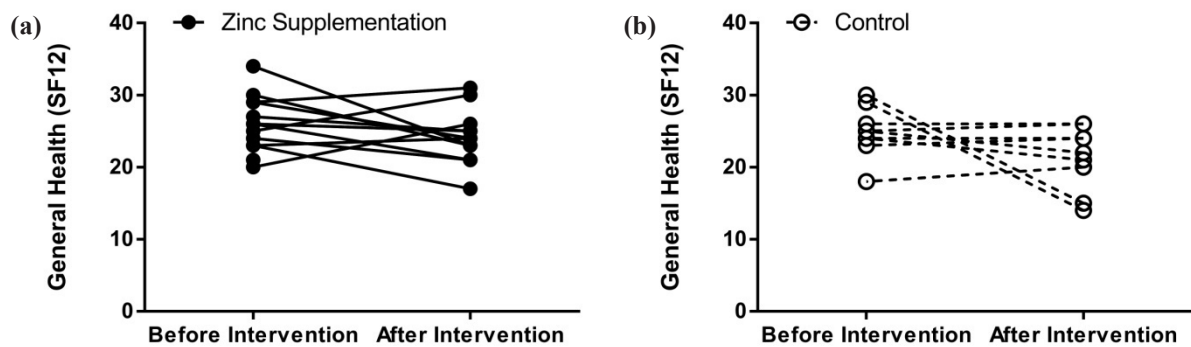 (a)
Zinc Supplementation
General Health (SF12)
40
30
20
10
0
Before Intervention
After Intervention
(b)
Control
General Health (SF12)
40
30
20
10
0
Before Intervention
After Intervention